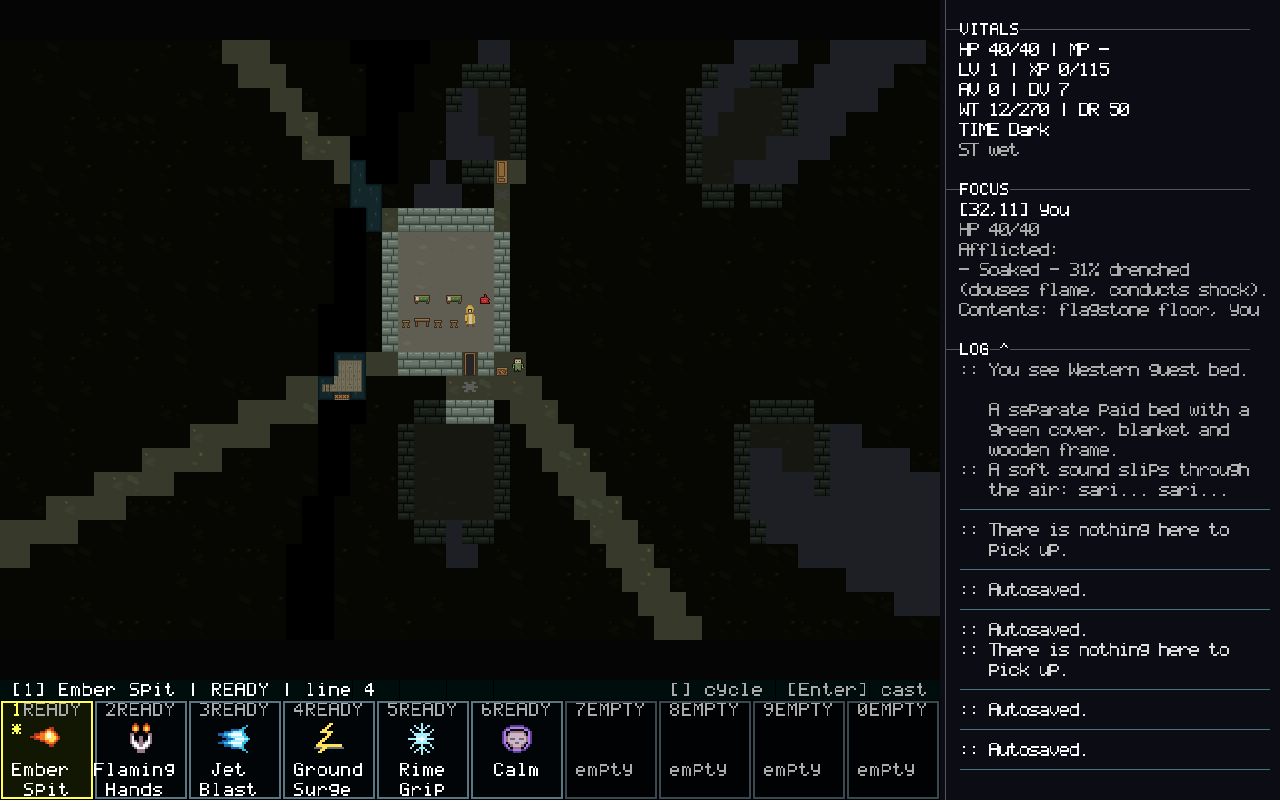 VITALS
HP 40/40 | MP -
LV 1 | XP 0/115
AV 0 | DV 7
WT 12/270 | DR 50
TIME Dark
ST wet
FOCUS
[32,11] You
HP 40/40
Afflicted:
- Soaked - 31% drenched
(douses flame, conducts shock).
Contents: flagstone floor, you
LOG ^
:: You see Western guest bed.
A separate paid bed with a
green cover, blanket and
wooden frame.
:: A soft sound slips through
the air: sari... sari...
:: There is nothing here to
pick up.
:: Autosaved.
:: Autosaved.
:: There is nothing here to
pick up.
:: Autosaved.
:: Autosaved.
[1] Ember Spit | READY | line 4
[] cycle [Enter] cast
1READY 2READY 3READY 4READY 5READY 6READY 7EMPTY 8EMPTY 9EMPTY 0EMPTY
*
Ember Flaming Jet Ground Rime Calm empty empty empty empty
Spit Hands Blast Surge Grip